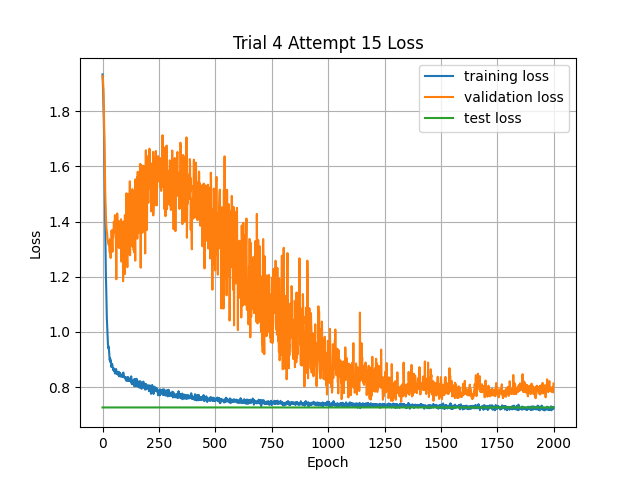 Trial 4 Attempt 15 Loss
training loss
validation loss
test loss
Loss
1.8
1.6
1.4
1.2
1.0
0.8
0 250 500 750 1000 1250 1500 1750 2000
Epoch